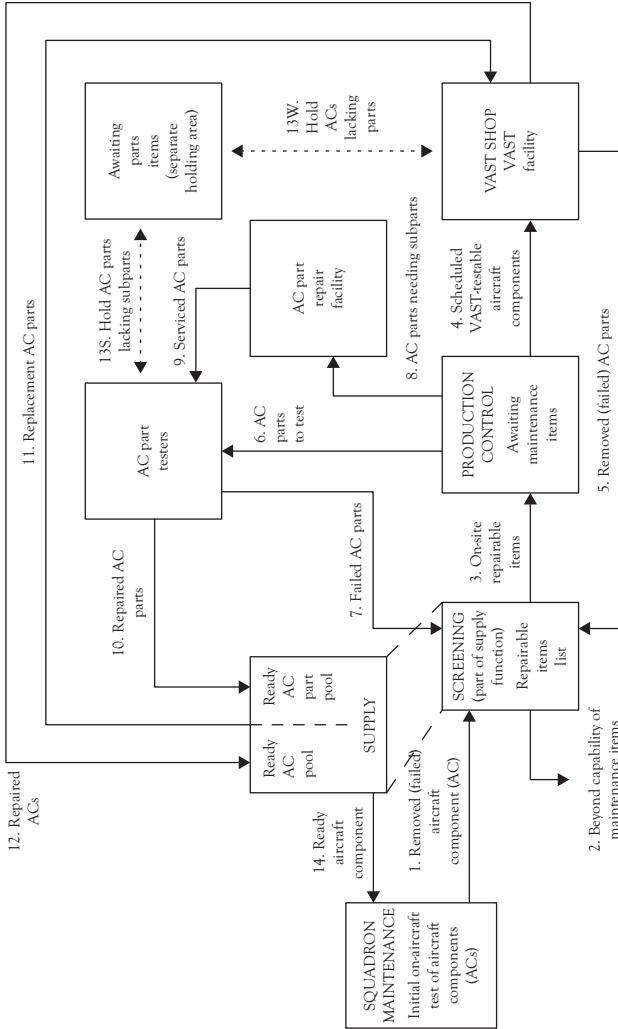 12. Repaired
ACs
11. Replacement AC parts
10. Repaired AC
parts
AC part
testers
13S. Hold AC parts
lacking subparts
9. Serviced AC parts
Awaiting
parts
items
(separate
holding area)
13W.
Hold
ACs
lacking
parts
6. AC
parts
to test
AC part
repair
facility
8. AC parts needing subparts
7. Failed AC parts
Ready
AC
pool
Ready
AC
part
pool
SUPPLY
14. Ready
aircraft
component
1. Removed (failed)
aircraft
component (AC)
SQUADRON
MAINTENANCE
Initial on-aircraft
test of aircraft
components
(ACs)
SCREENING
(part of supply
function)
Repairable
items
list
3. On-site
repairable
items
PRODUCTION
CONTROL
Awaiting
maintenance
items
4. Scheduled
VAST-testable
aircraft
components
VAST SHOP
VAST
facility
2. Beyond capability of
maintenance items
5. Removed (failed) AC parts